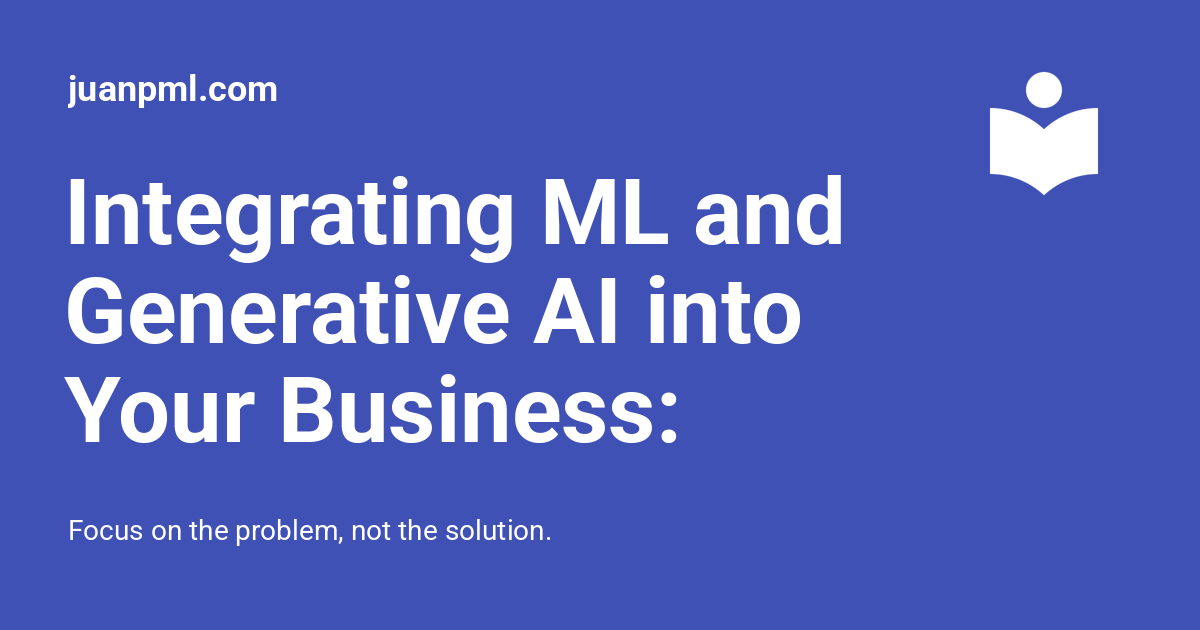 juanpml.com
Integrating ML and
Generative AI into
Your Business:
Focus on the problem, not the solution.